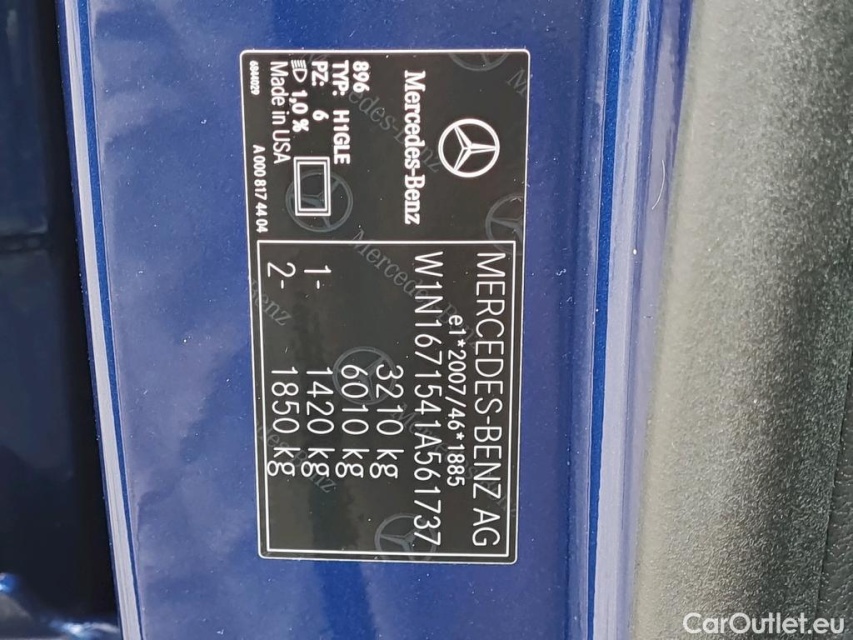 Mercedes-Benz
896
TYP: H1GLE
PZ: 6
1,0 %
Made in USA
6844029
A 000 817 44 04
MERCEDES-BENZ AG
e1*2007/46*1885
W1N1671541A561737
3210 kg
6010 kg
1- 1420 kg
2- 1850 kg
CarOutlet.eu